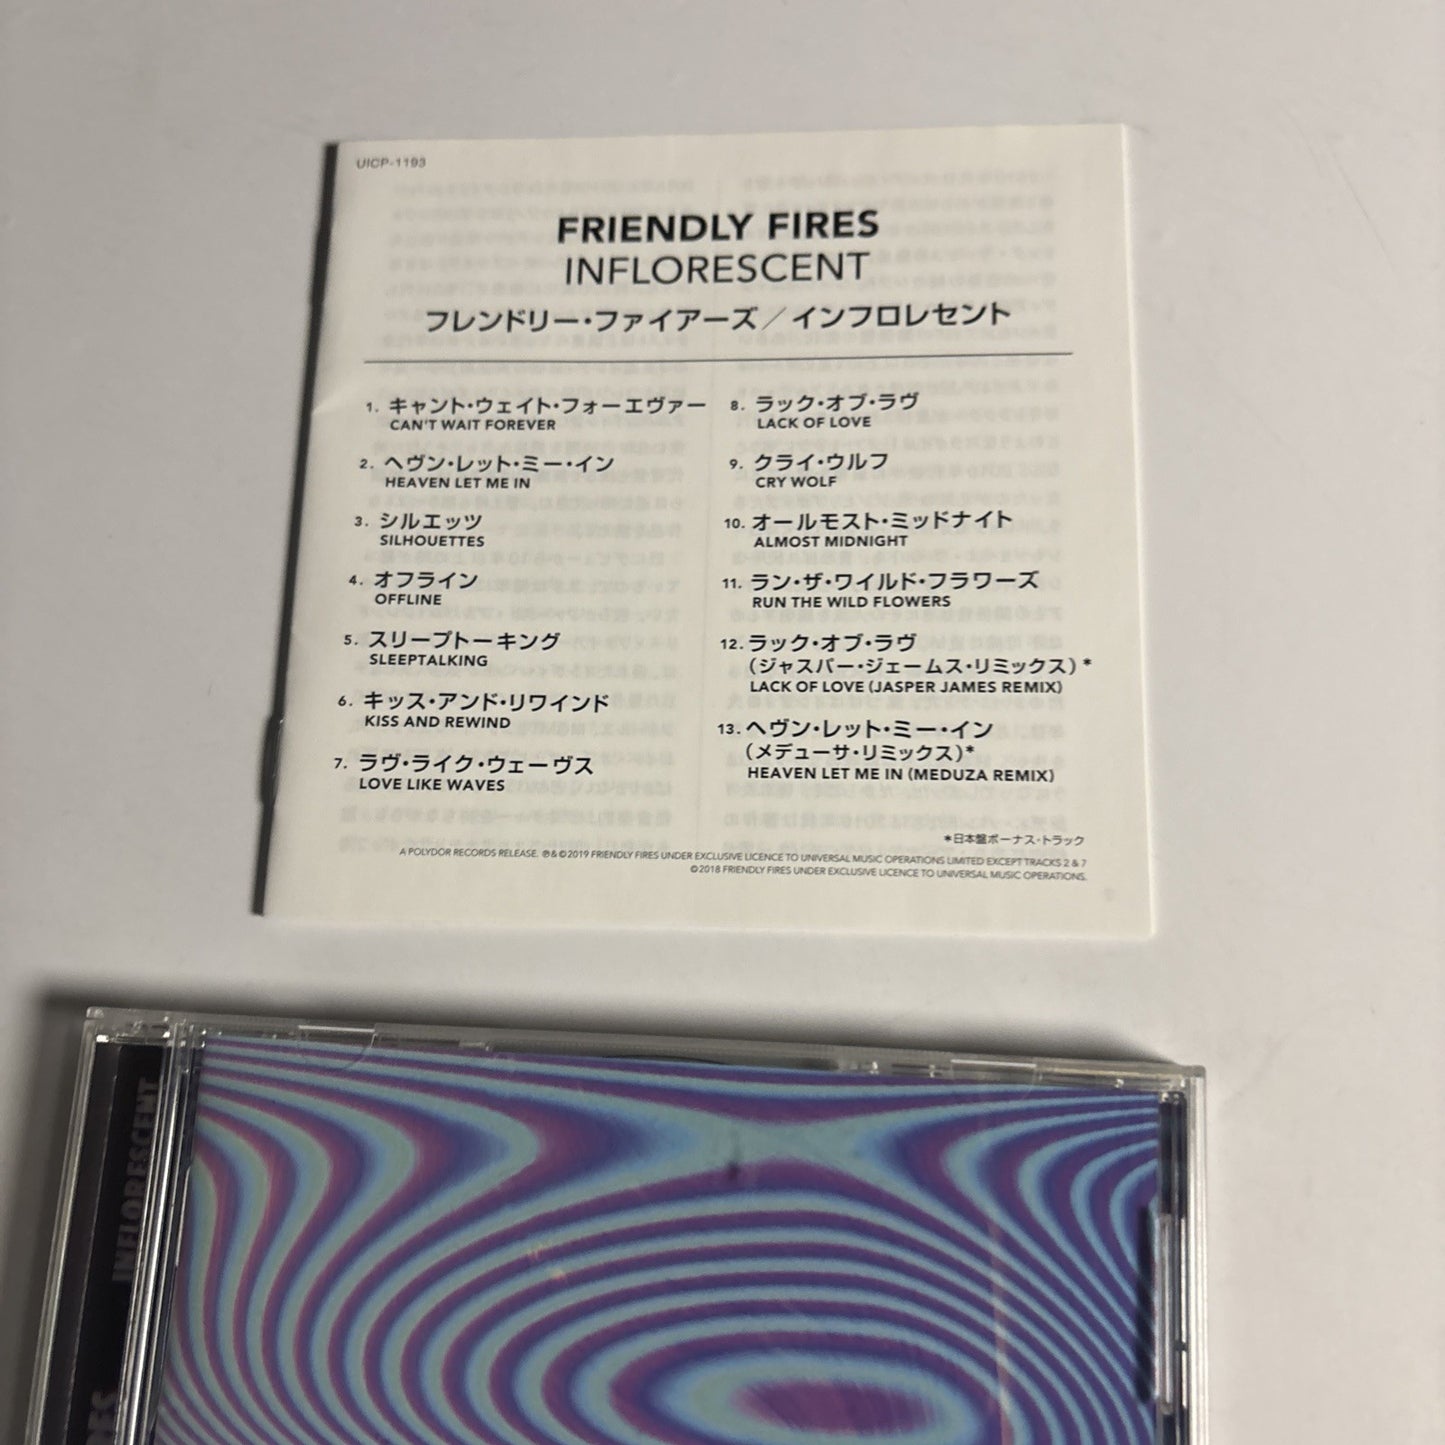 UICP-1193
FRIENDLY FIRES
INFLORESCENT
フレンドリー・ファイアーズ／インフロレセント
1. キャント・ウェイト・フォーエヴァー
CAN'T WAIT FOREVER
2. ヘヴン・レット・ミー・イン
HEAVEN LET ME IN
3. シルエッツ
SILHOUETTES
4. オフライン
OFFLINE
5. スリープトーキング
SLEEPTALKING
6. キッス・アンド・リワインド
KISS AND REWIND
7. ラヴ・ライク・ウェーヴス
LOVE LIKE WAVES
8. ラック・オブ・ラヴ
LACK OF LOVE
9. クライ・ウルフ
CRY WOLF
10. オールモスト・ミッドナイト
ALMOST MIDNIGHT
11. ラン・ザ・ワイルド・フラワーズ
RUN THE WILD FLOWERS
12. ラック・オブ・ラヴ
（ジャスパー・ジェームス・リミックス）*
LACK OF LOVE (JASPER JAMES REMIX)
13. ヘヴン・レット・ミー・イン
（メデューサ・リミックス）*
HEAVEN LET ME IN (MEDUZA REMIX)
*日本盤ボーナス・トラック
A POLYDOR RECORDS RELEASE. ℗&©2019 FRIENDLY FIRES UNDER EXCLUSIVE LICENCE TO UNIVERSAL MUSIC OPERATIONS LIMITED EXCEPT TRACKS 2 & 7
©2018 FRIENDLY FIRES UNDER EXCLUSIVE LICENCE TO UNIVERSAL MUSIC OPERATIONS.
INFLORESCENT